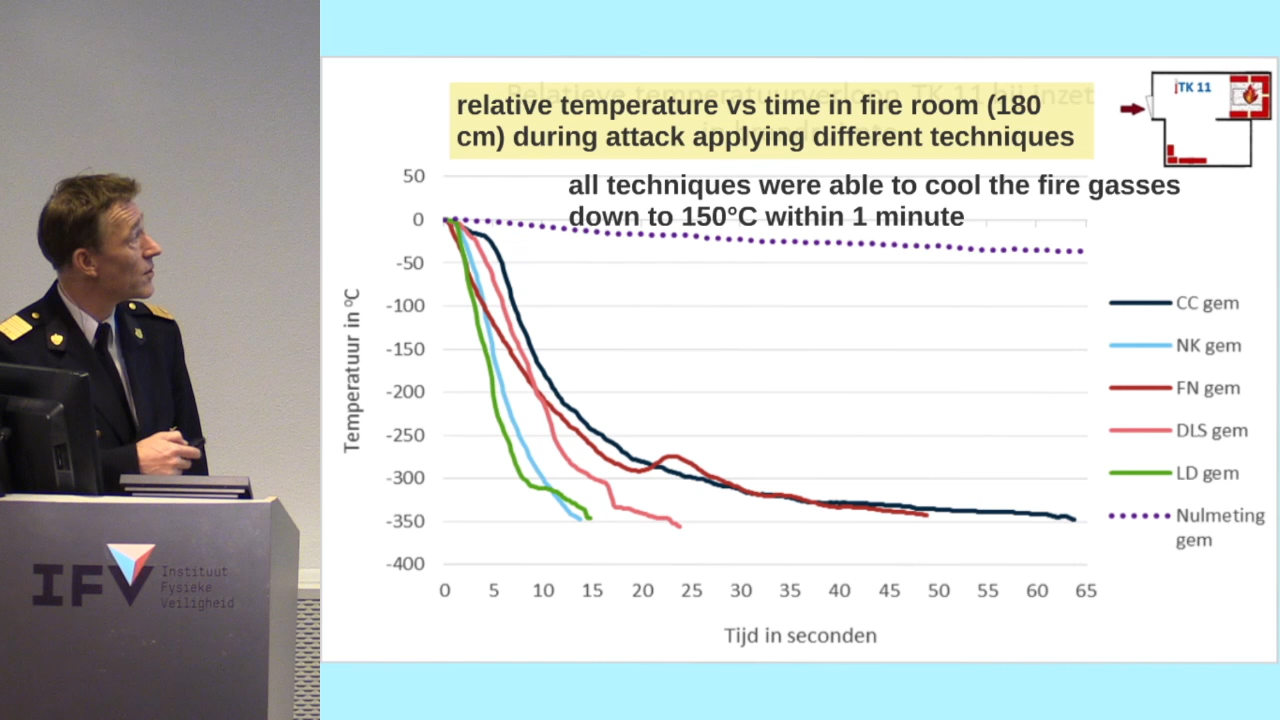 relative temperature vs time in fire room (180
cm) during attack applying different techniques
all techniques were able to cool the fire gasses
down to 150°C within 1 minute
TK 11
50
0
-50
-100
-150
-200
-250
-300
-350
-400
Temperatuur in ºC
0 5 10 15 20 25 30 35 40 45 50 55 60 65
Tijd in seconden
CC gem
NK gem
FN gem
DLS gem
LD gem
Nulmeting
gem
IFV
Instituut
Fysieke
Veiligheid